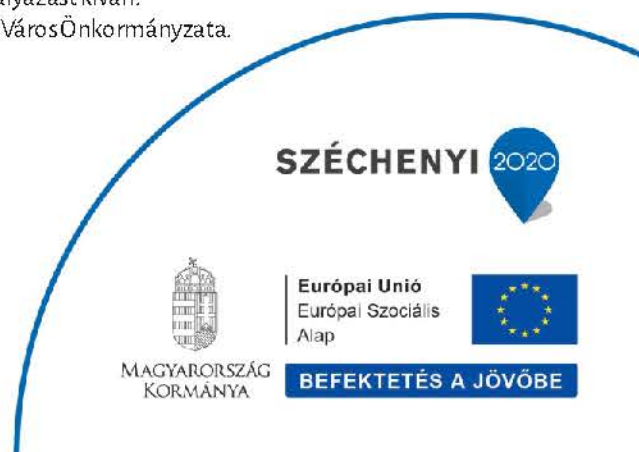 VárosÖnkormányzata.
SZÉCHENYI 2020
Európai Unió
Európai Szociális
Alap
MAGYARORSZÁG
KORMÁNYA
BEFEKTETÉS A JÖVŐBE